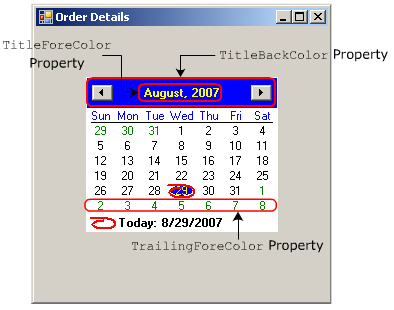 Order Details
TitleForeColor
Property
TitleBackColor Property
August, 2007
Sun Mon Tue Wed Thu Fri Sat
29 30 31 1 2 3 4
5 6 7 8 9 10 11
12 13 14 15 16 17 18
19 20 21 22 23 24 25
26 27 28 29 30 31 1
2 3 4 5 6 7 8
Today: 8/29/2007
TrailingForeColor Property